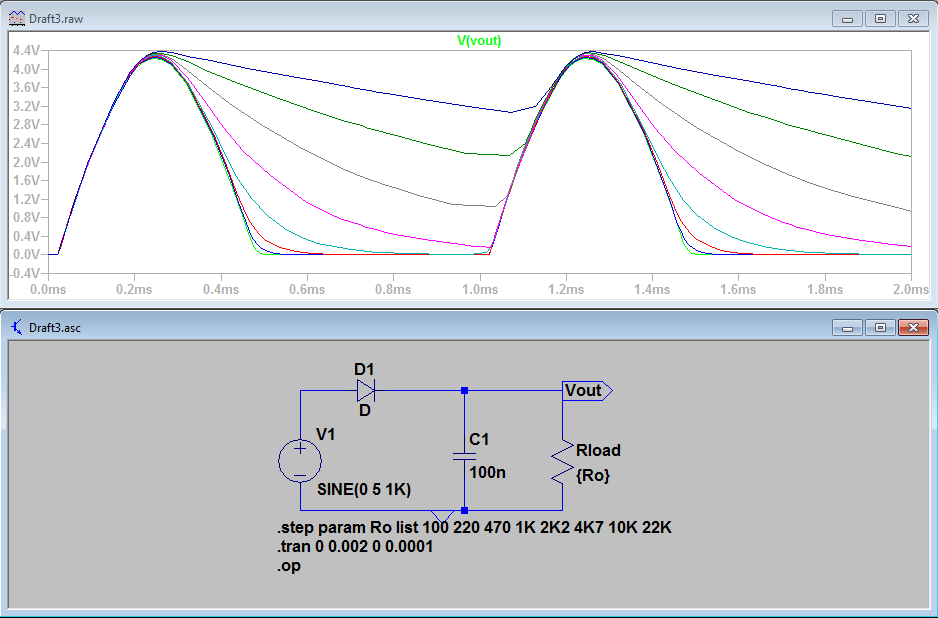 Draft3.raw
V(vout)
4.4V
4.0V
3.6V
3.2V
2.8V
2.4V
2.0V
1.6V
1.2V
0.8V
0.4V
0.0V
-0.4V
0.0ms 0.2ms 0.4ms 0.6ms 0.8ms 1.0ms 1.2ms 1.4ms 1.6ms 1.8ms 2.0ms
Draft3.asc
D1
D
Vout
V1
C1
100n
Rload
{Ro}
SINE(0 5 1K)
.step param Ro list 100 220 470 1K 2K2 4K7 10K 22K
.tran 0 0.002 0 0.0001
.op